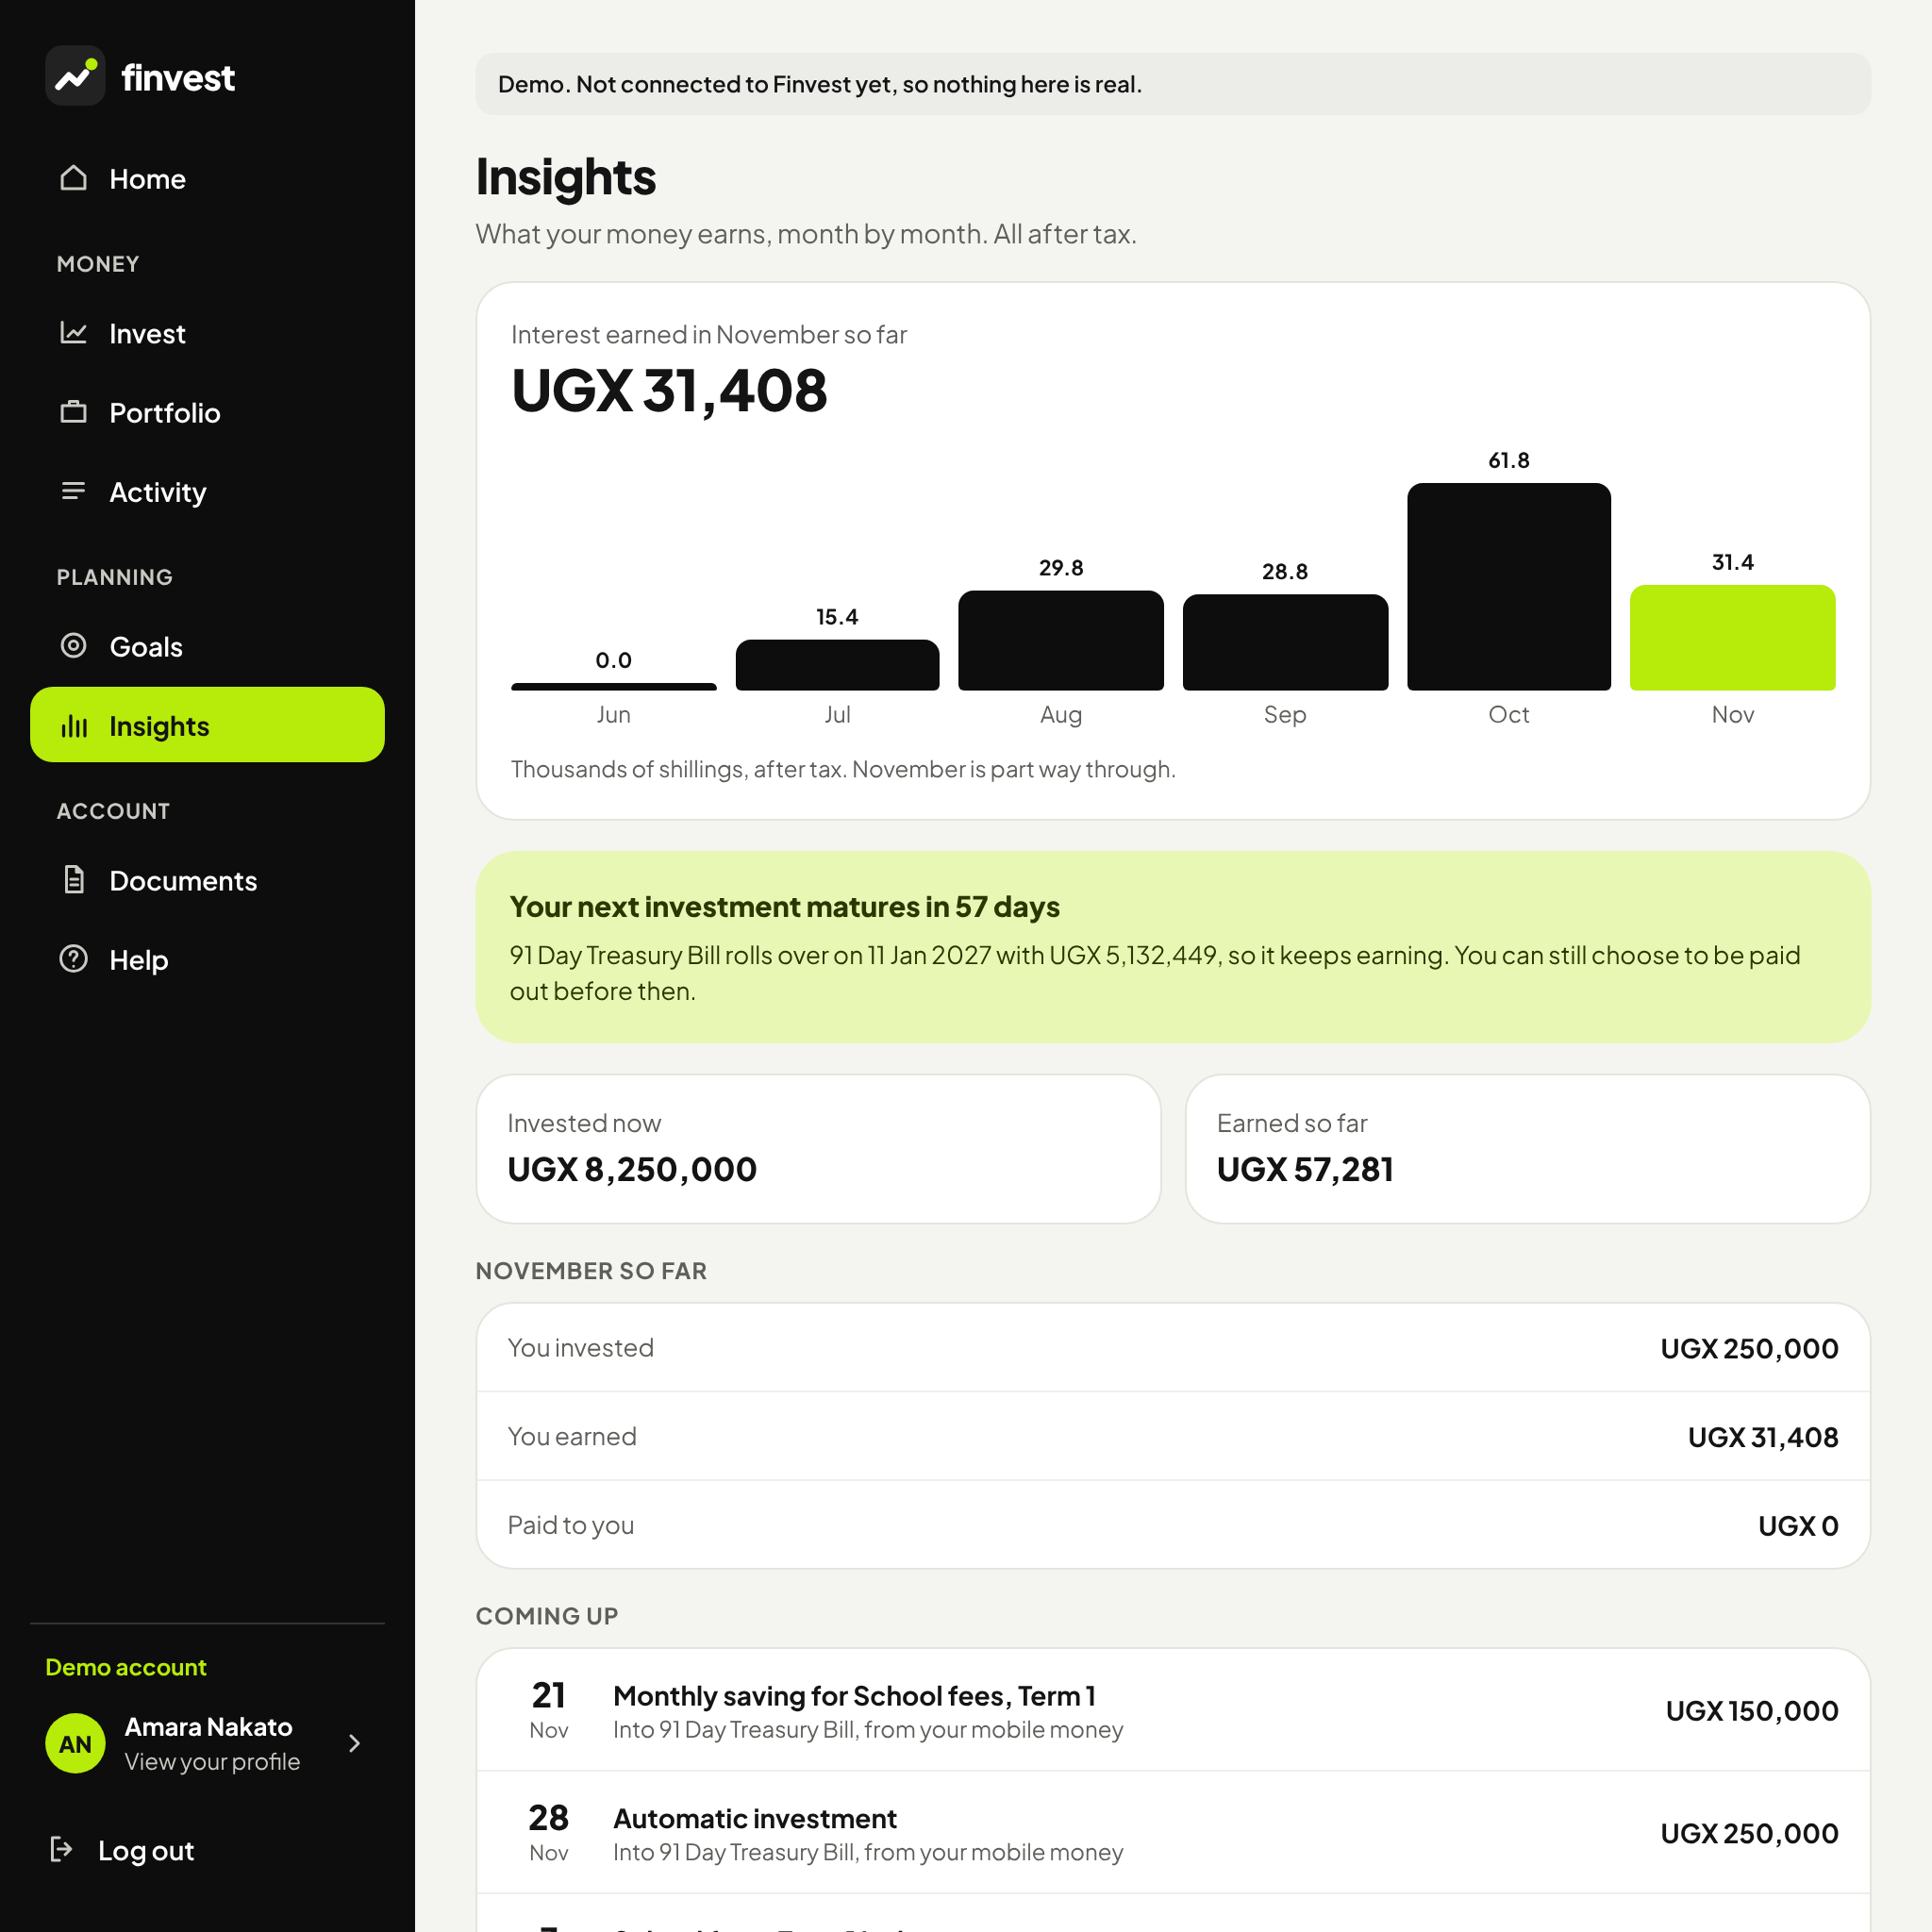 finvest
Home
MONEY
Invest
Portfolio
Activity
PLANNING
Goals
Insights
ACCOUNT
Documents
Help
Demo account
AN
Amara Nakato
View your profile
Log out
Demo. Not connected to Finvest yet, so nothing here is real.
Insights
What your money earns, month by month. All after tax.
Interest earned in November so far
UGX 31,408
0.0
15.4
29.8
28.8
61.8
31.4
Jun
Jul
Aug
Sep
Oct
Nov
Thousands of shillings, after tax. November is part way through.
Your next investment matures in 57 days
91 Day Treasury Bill rolls over on 11 Jan 2027 with UGX 5,132,449, so it keeps earning. You can still choose to be paid
out before then.
Invested now
UGX 8,250,000
Earned so far
UGX 57,281
NOVEMBER SO FAR
You invested
UGX 250,000
You earned
UGX 31,408
Paid to you
UGX 0
COMING UP
21
Nov
Monthly saving for School fees, Term 1
Into 91 Day Treasury Bill, from your mobile money
UGX 150,000
28
Nov
Automatic investment
Into 91 Day Treasury Bill, from your mobile money
UGX 250,000